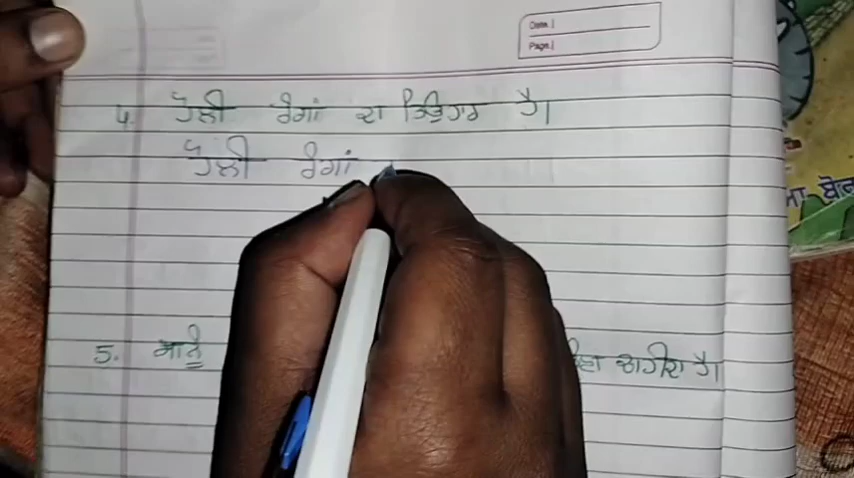 Date
Page
4. ਹੋਲੀ ਰੰਗਾਂ ਦਾ ਤਿਉਹਾਰ ਹੈ।
ਹੋਲੀ ਰੰਗਾਂ
5. ਸਾਨੂੰ ਚਾਹੀਦਾ ਹੈ।